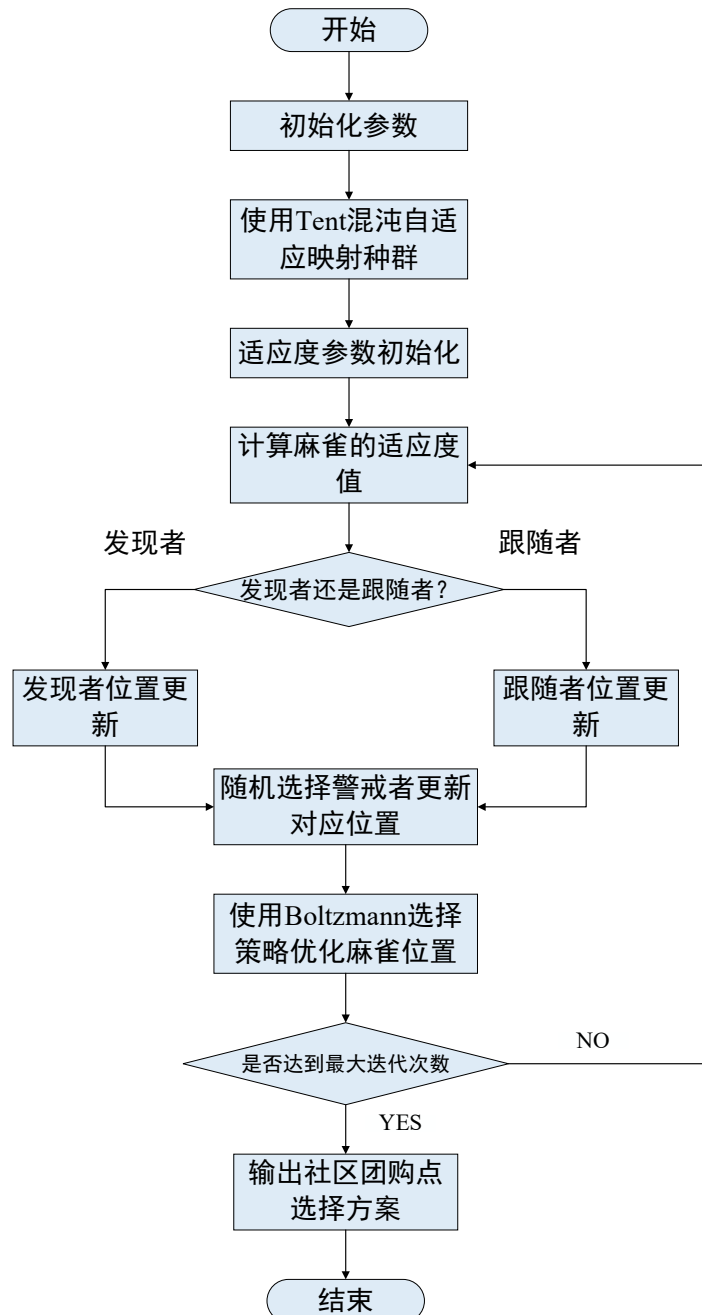 开始
初始化参数
使用Tent混沌自适
应映射种群
适应度参数初始化
计算麻雀的适应度
值
发现者
跟随者
发现者还是跟随者？
发现者位置更
新
跟随者位置更
新
随机选择警戒者更新
对应位置
使用Boltzmann选择
策略优化麻雀位置
是否达到最大迭代次数
NO
YES
输出社区团购点
选择方案
结束